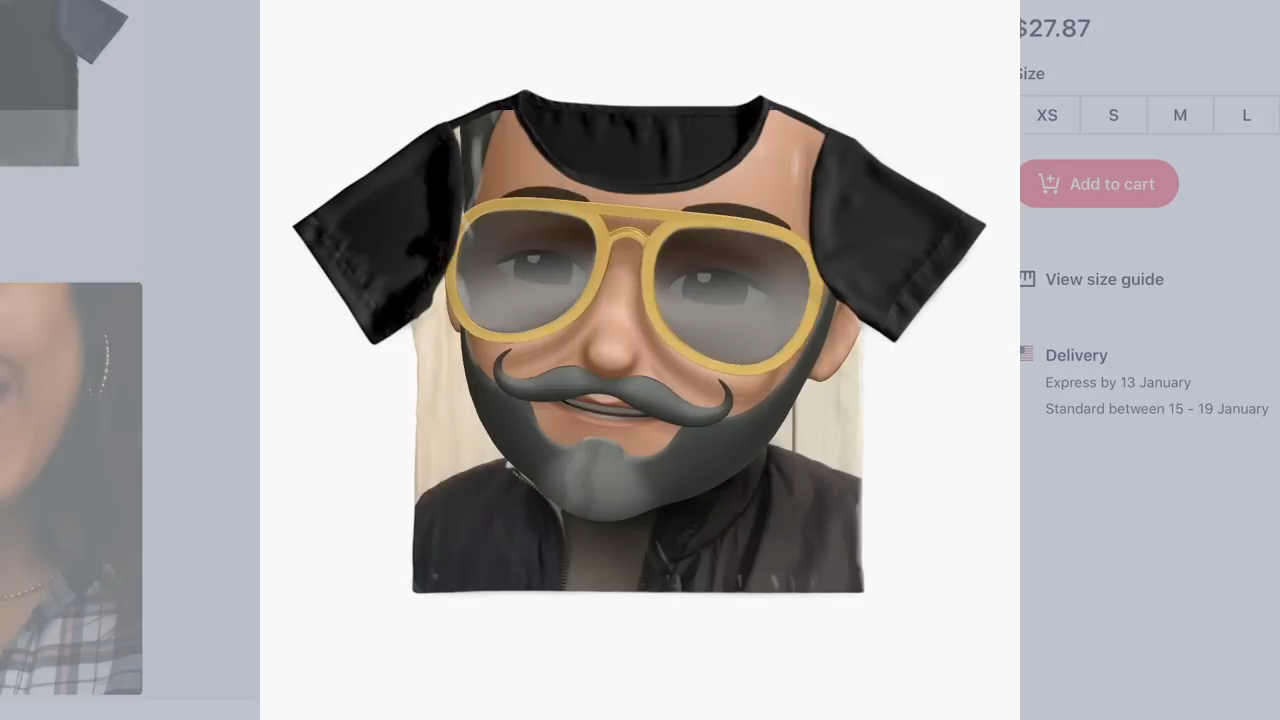 $27.87
Size
XS S M L
Add to cart
View size guide
Delivery
Express by 13 January
Standard between 15 - 19 January